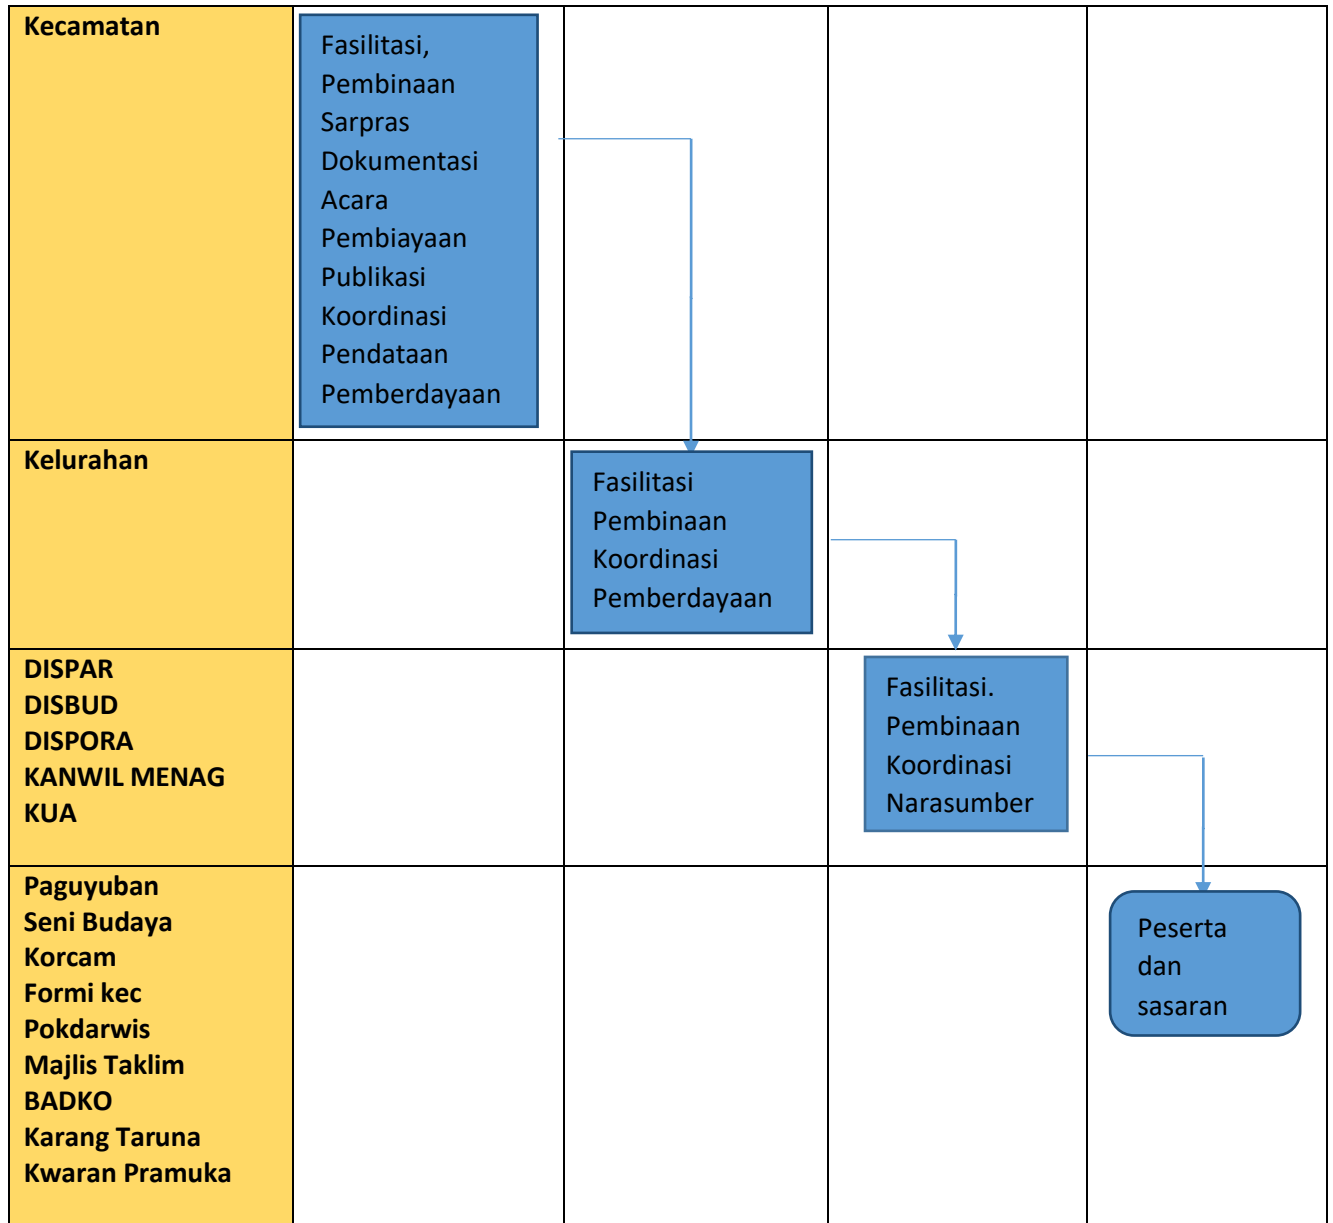 Kecamatan
Fasilitasi,
Pembinaan
Sarpras
Dokumentasi
Acara
Pembiayaan
Publikasi
Koordinasi
Pendataan
Pemberdayaan
Kelurahan
Fasilitasi
Pembinaan
Koordinasi
Pemberdayaan
DISPAR
DISBUD
DISPORA
KANWIL MENAG
KUA
Fasilitasi.
Pembinaan
Koordinasi
Narasumber
Paguyuban
Seni Budaya
Korcam
Formi kec
Pokdarwis
Majlis Taklim
BADKO
Karang Taruna
Kwaran Pramuka
Peserta
dan
sasaran